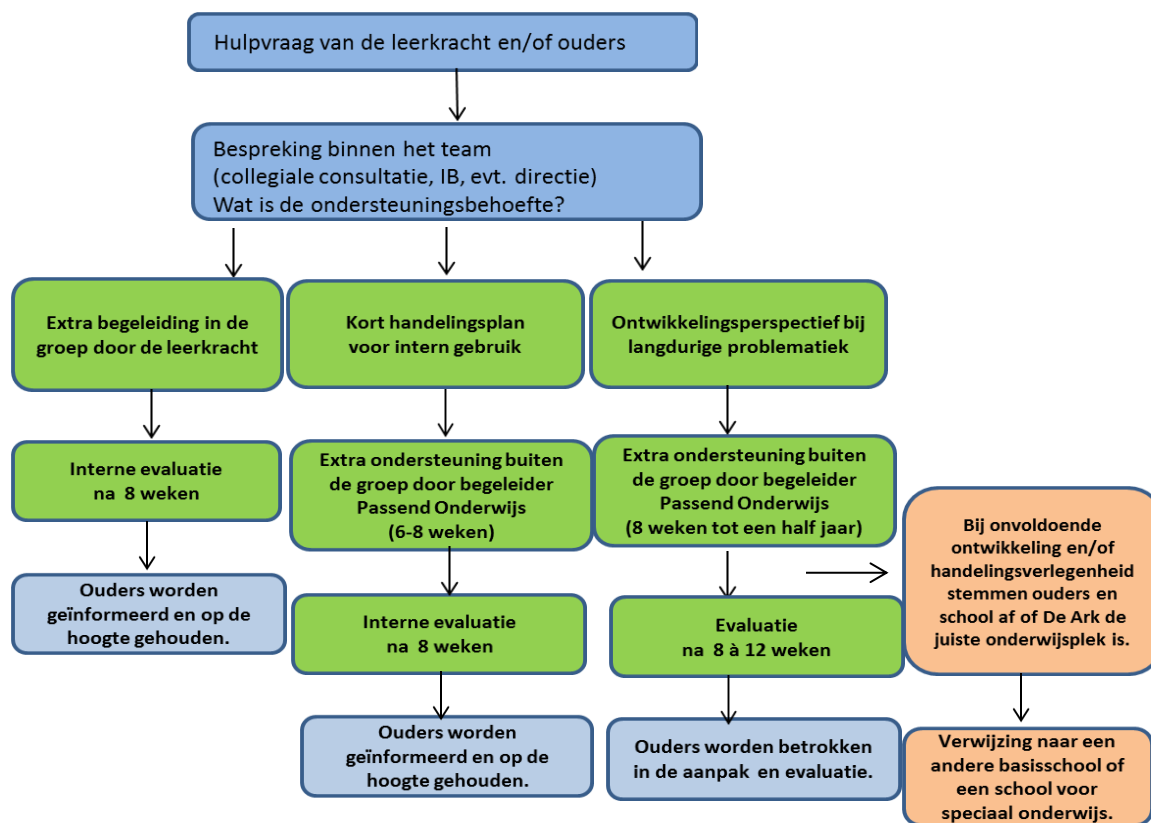 Hulpvraag van de leerkracht en/of ouders
Bespreking binnen het team
(collegiale consultatie, IB, evt. directie)
Wat is de ondersteuningsbehoefte?
Extra begeleiding in de
groep door de leerkracht
Kort handelingsplan
voor intern gebruik
Ontwikkelingsperspectief bij
langdurige problematiek
Interne evaluatie
na 8 weken
Extra ondersteuning buiten
de groep door begeleider
Passend Onderwijs
(6-8 weken)
Extra ondersteuning buiten
de groep door begeleider
Passend Onderwijs
(8 weken tot een half jaar)
Bij onvoldoende
ontwikkeling en/of
handelingsverlegenheid
stemmen ouders en
school af of De Ark de
juiste onderwijsplek is.
Ouders worden
geïnformeerd en op de
hoogte gehouden.
Interne evaluatie
na 8 weken
Evaluatie
na 8 à 12 weken
Ouders worden
geïnformeerd en op de
hoogte gehouden.
Ouders worden betrokken
in de aanpak en evaluatie.
Verwijzing naar een
andere basisschool of
een school voor
speciaal onderwijs.